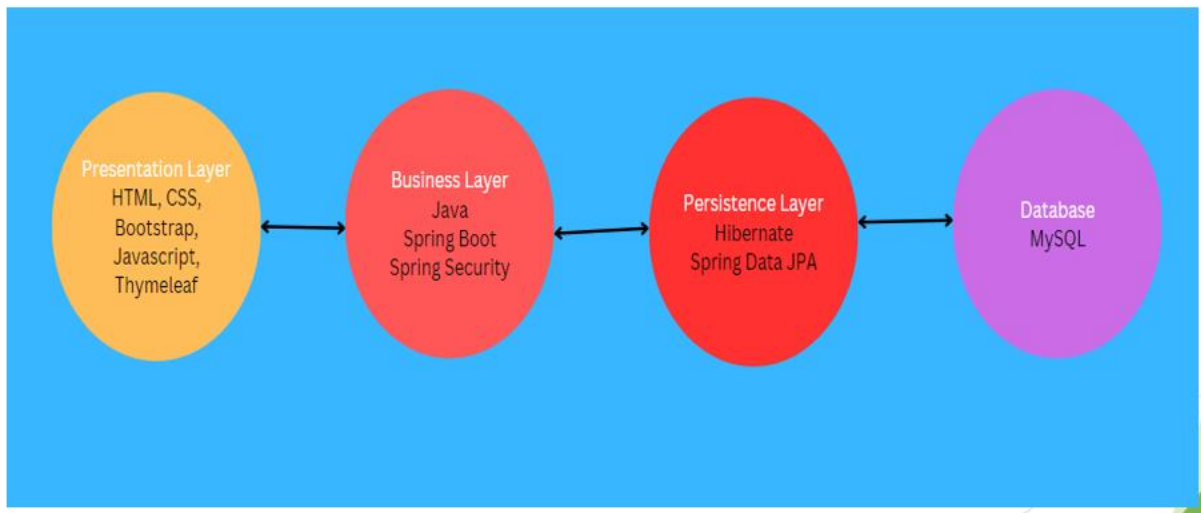 Presentation Layer
HTML, CSS,
Bootstrap,
Javascript,
Thymeleaf
Business Layer
Java
Spring Boot
Spring Security
Persistence Layer
Hibernate
Spring Data JPA
Database
MySQL